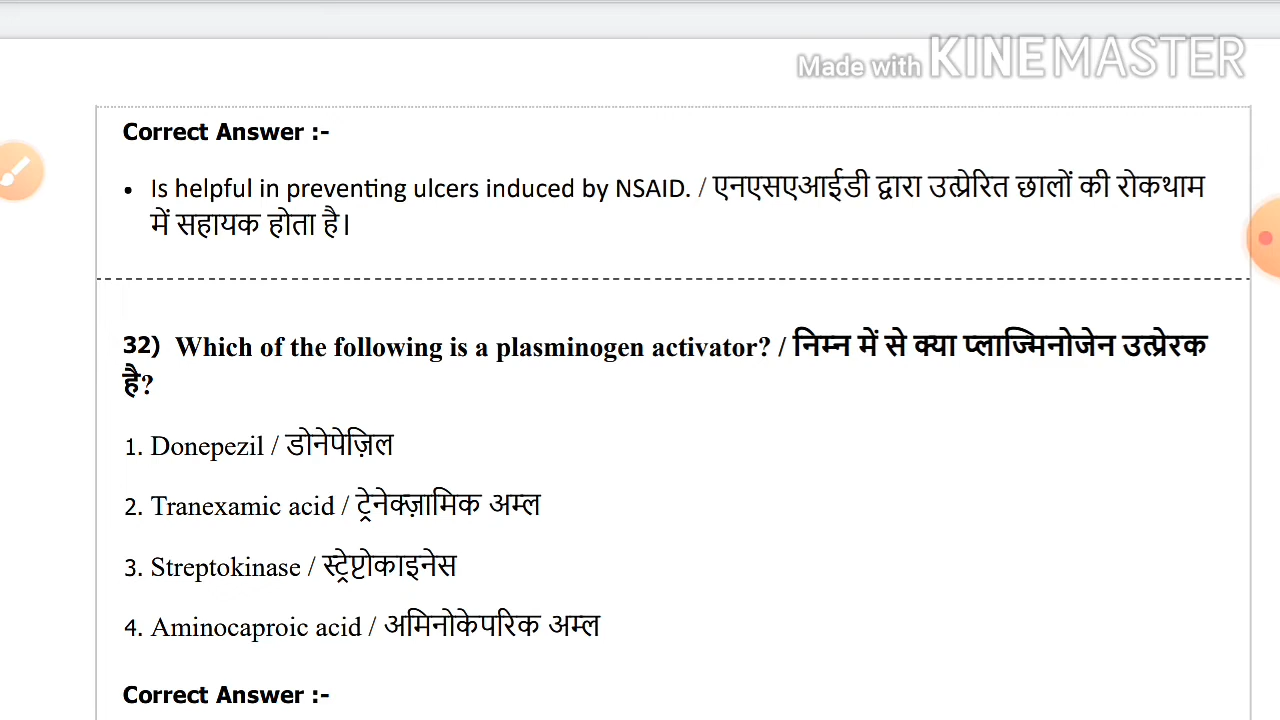 Made with KINEMASTER
Correct Answer :-
• Is helpful in preventing ulcers induced by NSAID. / एनएसएआईडी द्वारा उत्प्रेरित छालों की रोकथाम
में सहायक होता है।
32) Which of the following is a plasminogen activator? / निम्न में से क्या प्लाज्मिनोजेन उत्प्रेरक
है?
1. Donepezil / डोनेपेज़िल
2. Tranexamic acid / ट्रेनेक्ज़ामिक अम्ल
3. Streptokinase / स्ट्रेप्टोकाइनेस
4. Aminocaproic acid / अमिनोकेपरिक अम्ल
Correct Answer :-